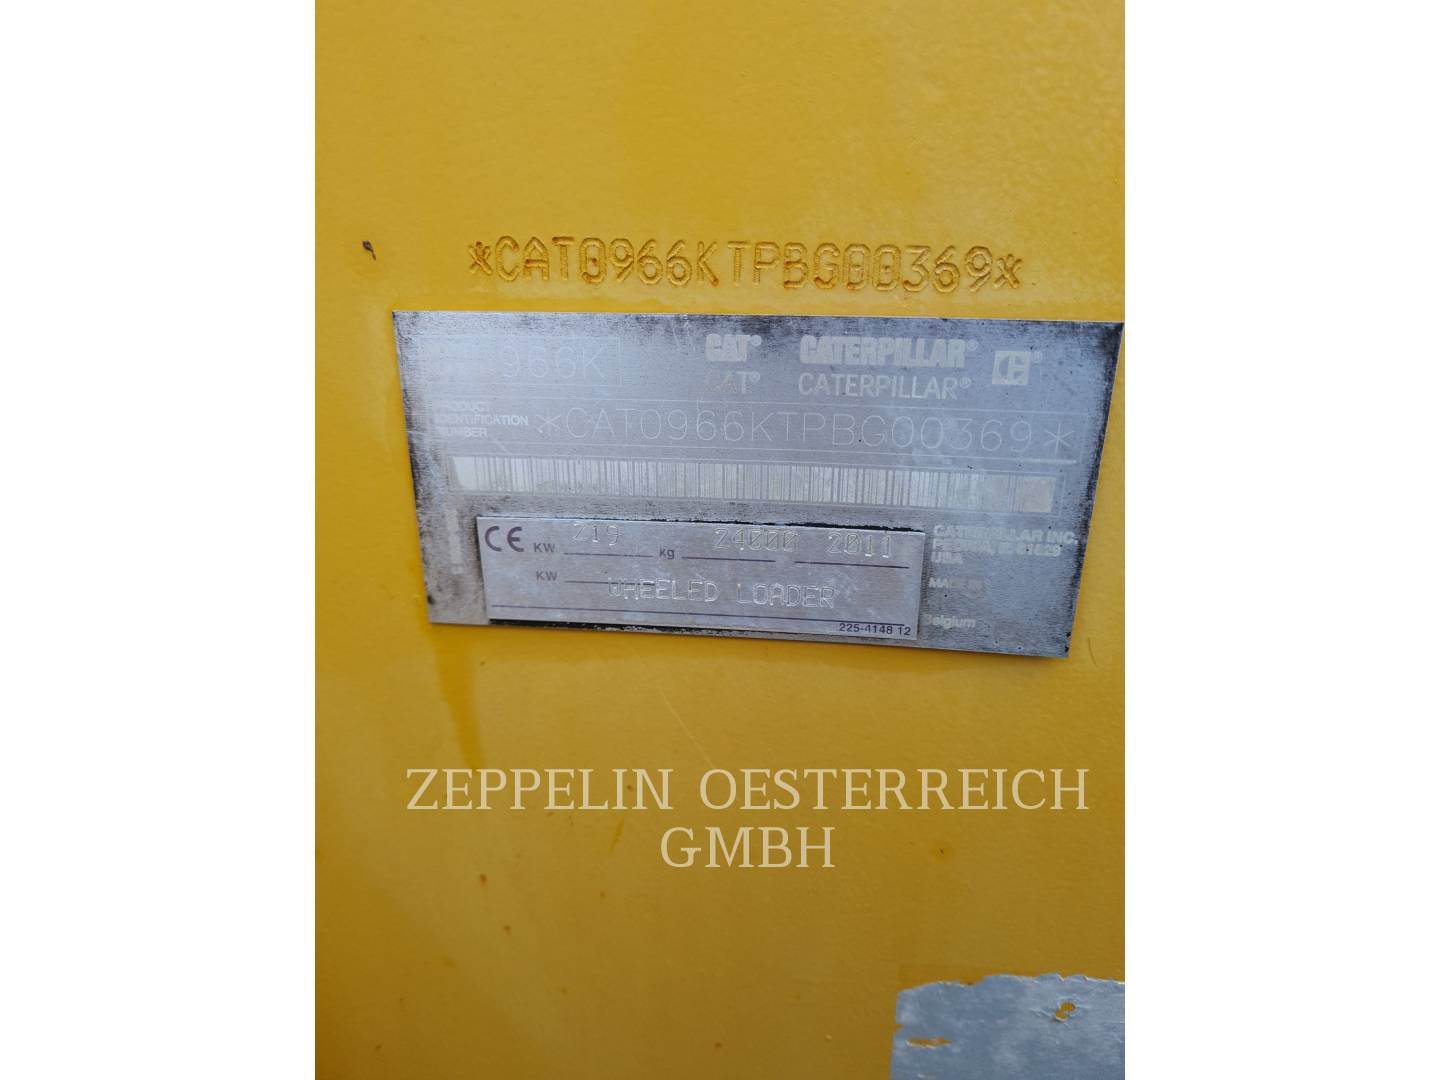 *CAT0966KTPBG00369*
966K
CAT® CATERPILLAR®
CAT® CATERPILLAR®
PRODUCT
IDENTIFICATION
NUMBER
*CAT0966KTPBG00369*
CE KW 219 kg 24000 2011
KW
WHEELED LOADER
225-4148 12
CATERPILLAR INC.
USA
MADE IN
Belgium
ZEPPELIN OESTERREICH
GMBH